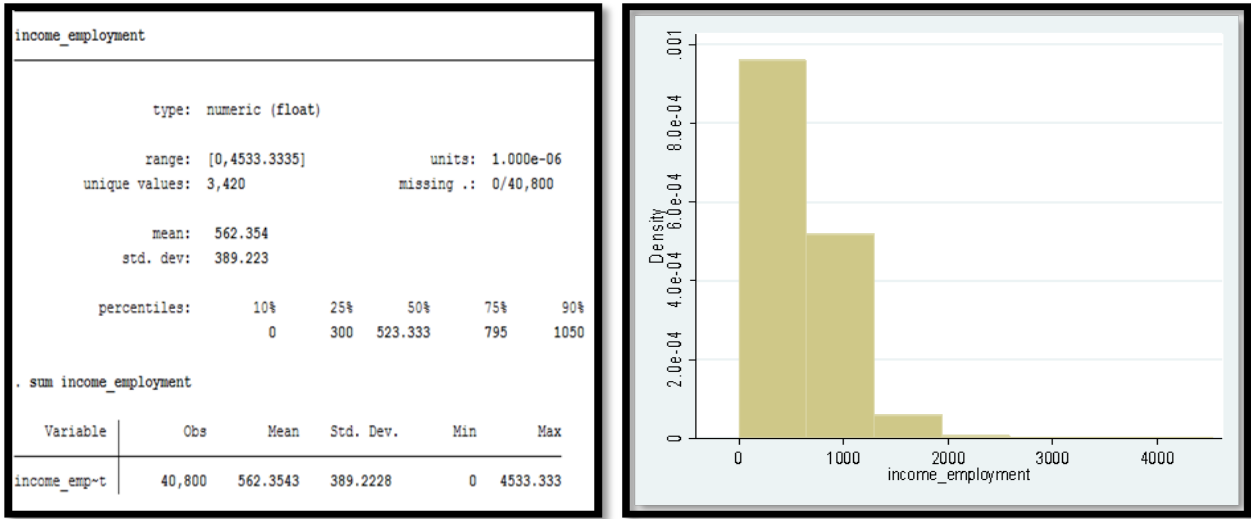 income_employment
type: numeric (float)
range: [0,4533.3335] units: 1.000e-06
unique values: 3,420 missing .: 0/40,800
mean: 562.354
std. dev: 389.223
percentiles: 10% 25% 50% 75% 90%
0 300 523.333 795 1050
. sum income_employment
Variable Obs Mean Std. Dev. Min Max
income_emp~t 40,800 562.3543 389.2228 0 4533.333
Density
.001
8.0e-04
6.0e-04
4.0e-04
2.0e-04
0
0 1000 2000 3000 4000
income_employment